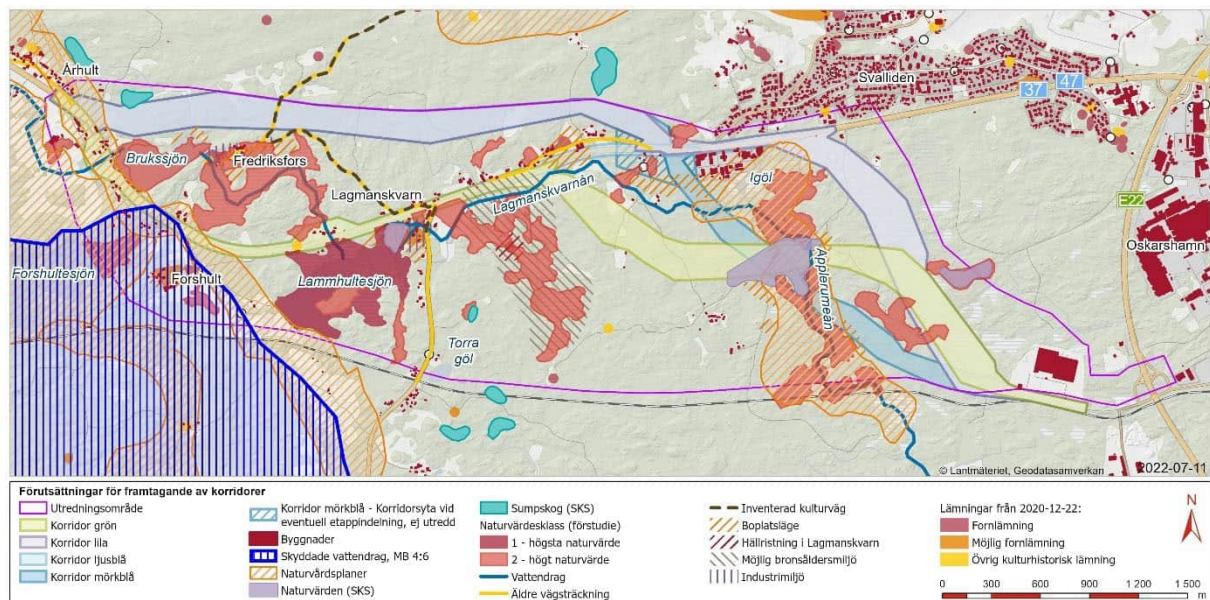 Århult
Svalliden
37
47
Brukssjön
Fredriksfors
Lagmanskvarn
Lagmanskvarnån
Igöl
E22
Oskarshamn
Forshultesjön
Forshult
Lammhultesjön
Äpplerumeån
Torra
göl
© Lantmäteriet, Geodatasamverkan
2022-07-11
Förutsättningar för framtagande av korridorer
Utredningsområde
Korridor grön
Korridor lila
Korridor ljusblå
Korridor mörkblå
Korridor mörkblå - Korridorsyta vid
eventuell etappindelning, ej utredd
Byggnader
Skyddade vattendrag, MB 4:6
Naturvårdsplaner
Naturvärden (SKS)
Sumpskog (SKS)
Naturvärdesklass (förstudie)
1 - högsta naturvärde
2 - högt naturvärde
Vattendrag
Äldre vägsträckning
Inventerad kulturväg
Boplatsläge
Hällristning i Lagmanskvarn
Möjlig bronsåldersmiljö
Industrimiljö
Lämningar från 2020-12-22:
Fornlämning
Möjlig fornlämning
Övrig kulturhistorisk lämning
N
0 300 600 900 1 200 1 500
m